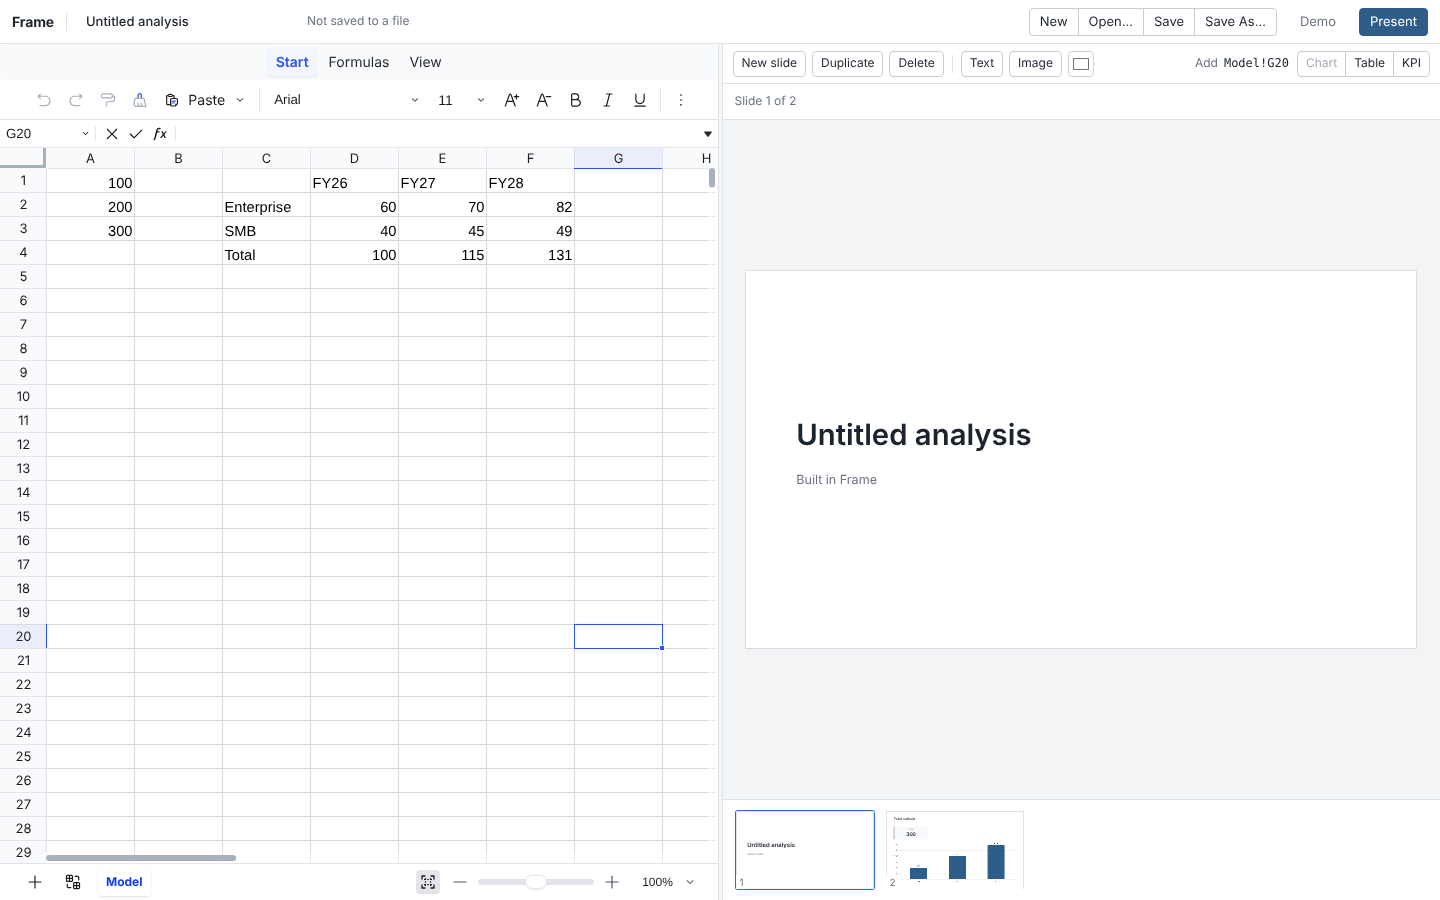 Frame Untitled analysis Not saved to a file New Open... Save Save As... Demo Present
Start Formulas View
New slide Duplicate Delete Text Image Add Model!G20 Chart Table KPI
Paste Arial 11 A+ A- B I U
Slide 1 of 2
G20 fx
A B C D E F G H
1 100 FY26 FY27 FY28
2 200 Enterprise 60 70 82
3 300 SMB 40 45 49
4 Total 100 115 131
5
6
7
8
9
10
11
12
13
14
15
16
17
18
19
20
21
22
23
24
25
26
27
28
29
Untitled analysis
Built in Frame
Untitled analysis
1
Total outlook
300
2
Model 100%